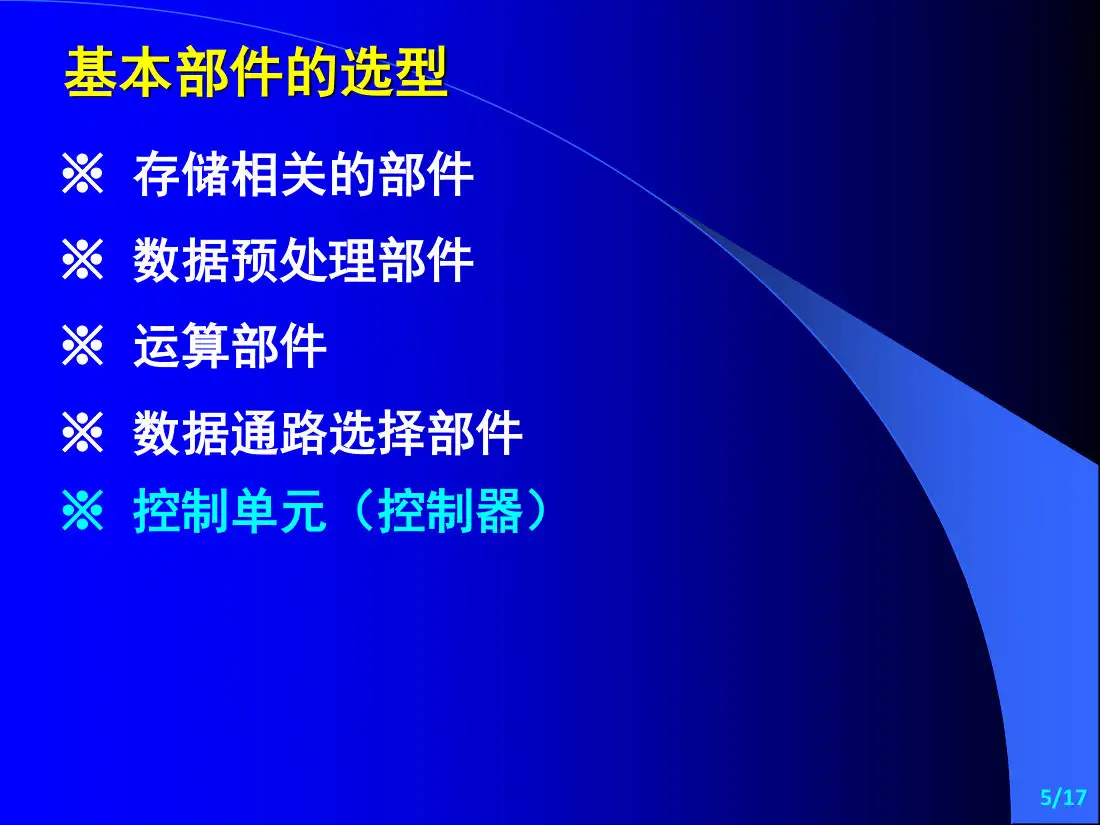 基本部件的选型
※ 存储相关的部件
※ 数据预处理部件
※ 运算部件
※ 数据通路选择部件
※ 控制单元（控制器）
5/17